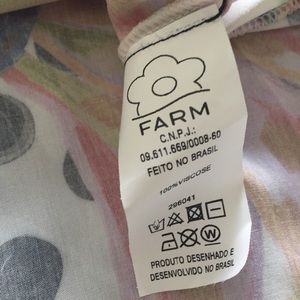 FARM
C.N.P.J.:
09.611.669/0008-60
FEITO NO BRASIL
100% VISCOSE
296041
PRODUTO DESENHADO E
DESENVOLVIDO NO BRASIL